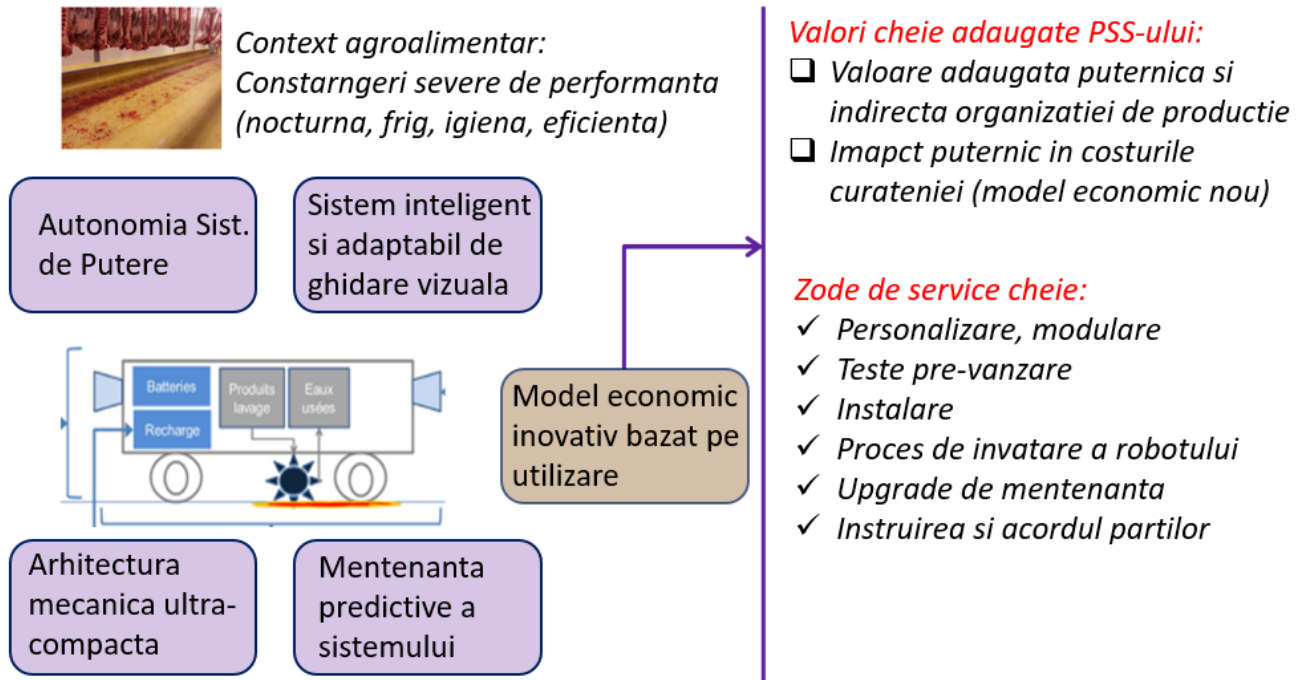 Context agroalimentar:
Constarngeri severe de performanta
(nocturna, frig, igiena, eficienta)
Autonomia Sist.
de Putere
Sistem inteligent
si adaptabil de
ghidare vizuala
Batteries
Recharge
Produits
lavage
Eaux
usées
Arhitectura
mecanica ultra-
compacta
Mentenanta
predictive a
sistemului
Model economic
inovativ bazat pe
utilizare
Valori cheie adaugate PSS-ului:
Valoare adaugata puternica si
indirecta organizatiei de productie
Imapct puternic in costurile
curateniei (model economic nou)
Zode de service cheie:
Personalizare, modulare
Teste pre-vanzare
Instalare
Proces de invatare a robotului
Upgrade de mentenanta
Instruirea si acordul partilor